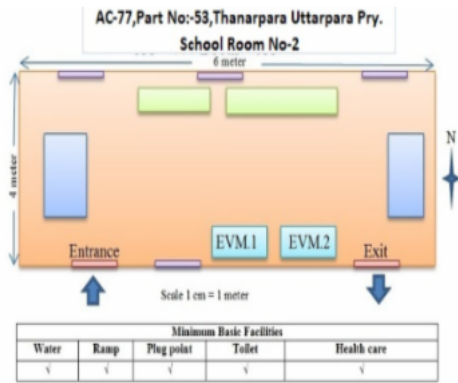 AC-77,Part No:-53,Thanarpara Uttarpara Pry.
School Room No-2
6 meter
4 meter
N
EVM.1 EVM.2
Entrance Exit
Scale 1 cm = 1 meter
Minimum Basic Facilities
Water Ramp Plug point Toilet Health care
√ √ √ √ √